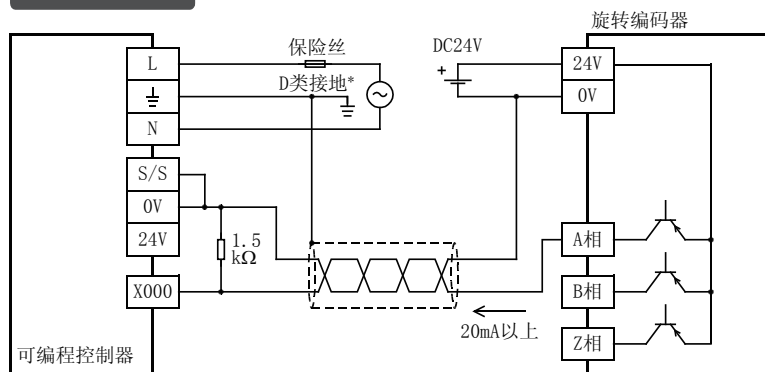 旋转编码器
保险丝
DC24V
L
24V
D类接地*
+
0V
N
S/S
0V
24V
1.5
kΩ
A相
X000
B相
20mA以上
Z相
可编程控制器